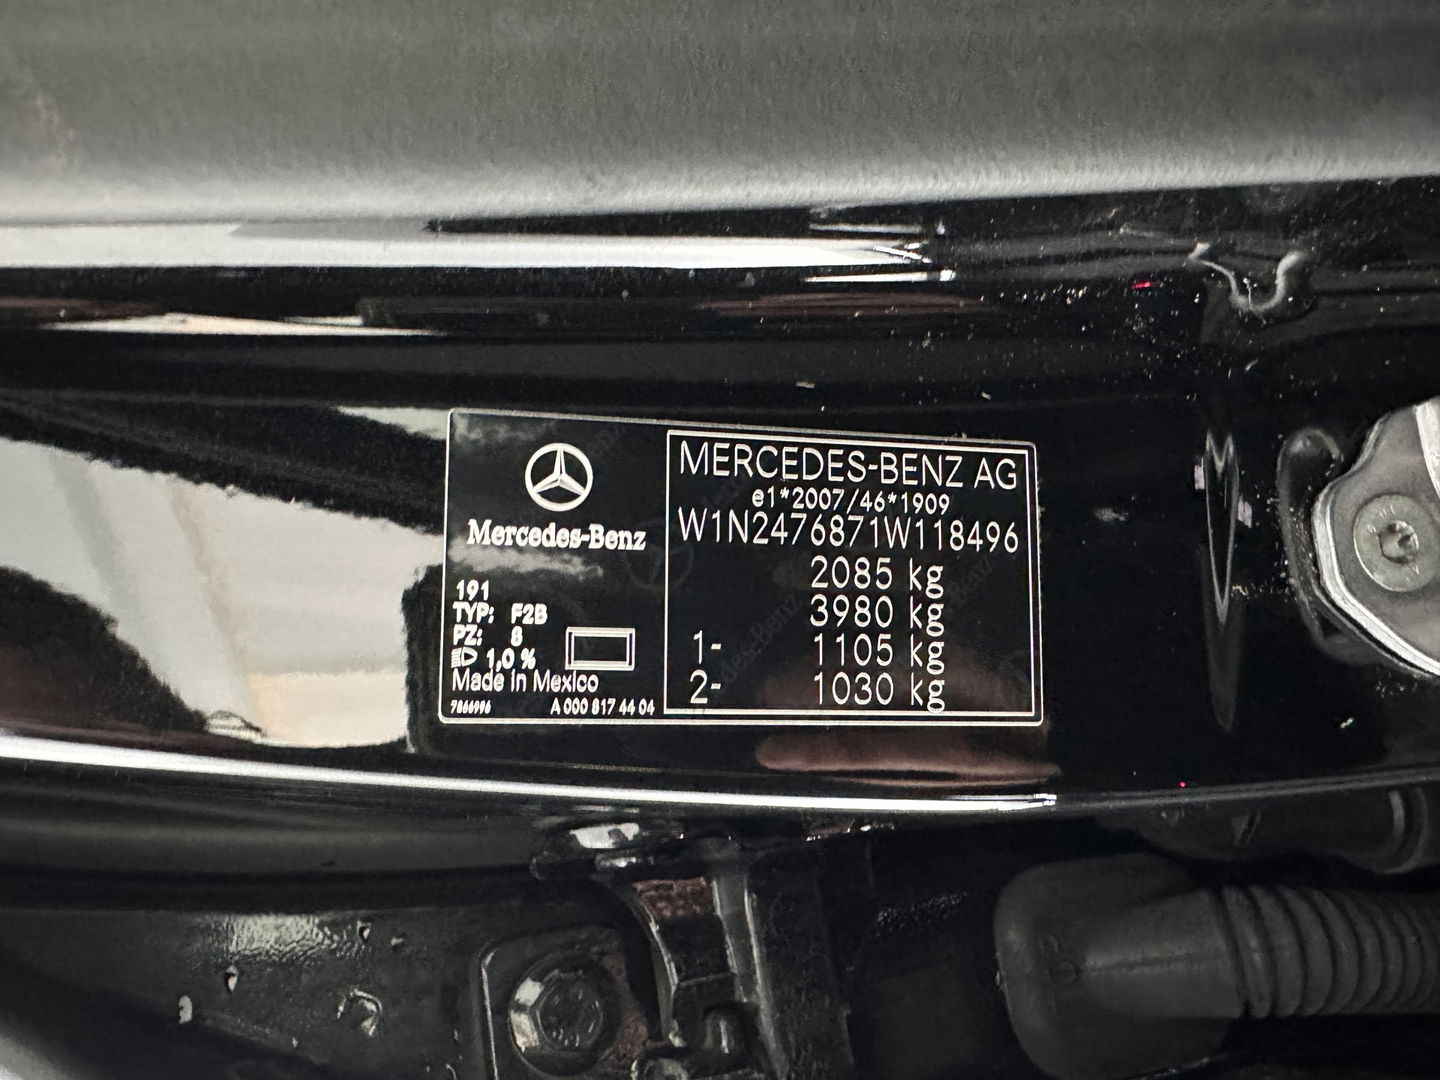 Mercedes-Benz
191
TYP: F2B
PZ: 8
1,0 %
Made in Mexico
7866996
A 000 817 44 04
MERCEDES-BENZ AG
e1*2007/46*1909
W1N2476871W118496
2085 kg
3980 kg
1- 1105 kg
2- 1030 kg